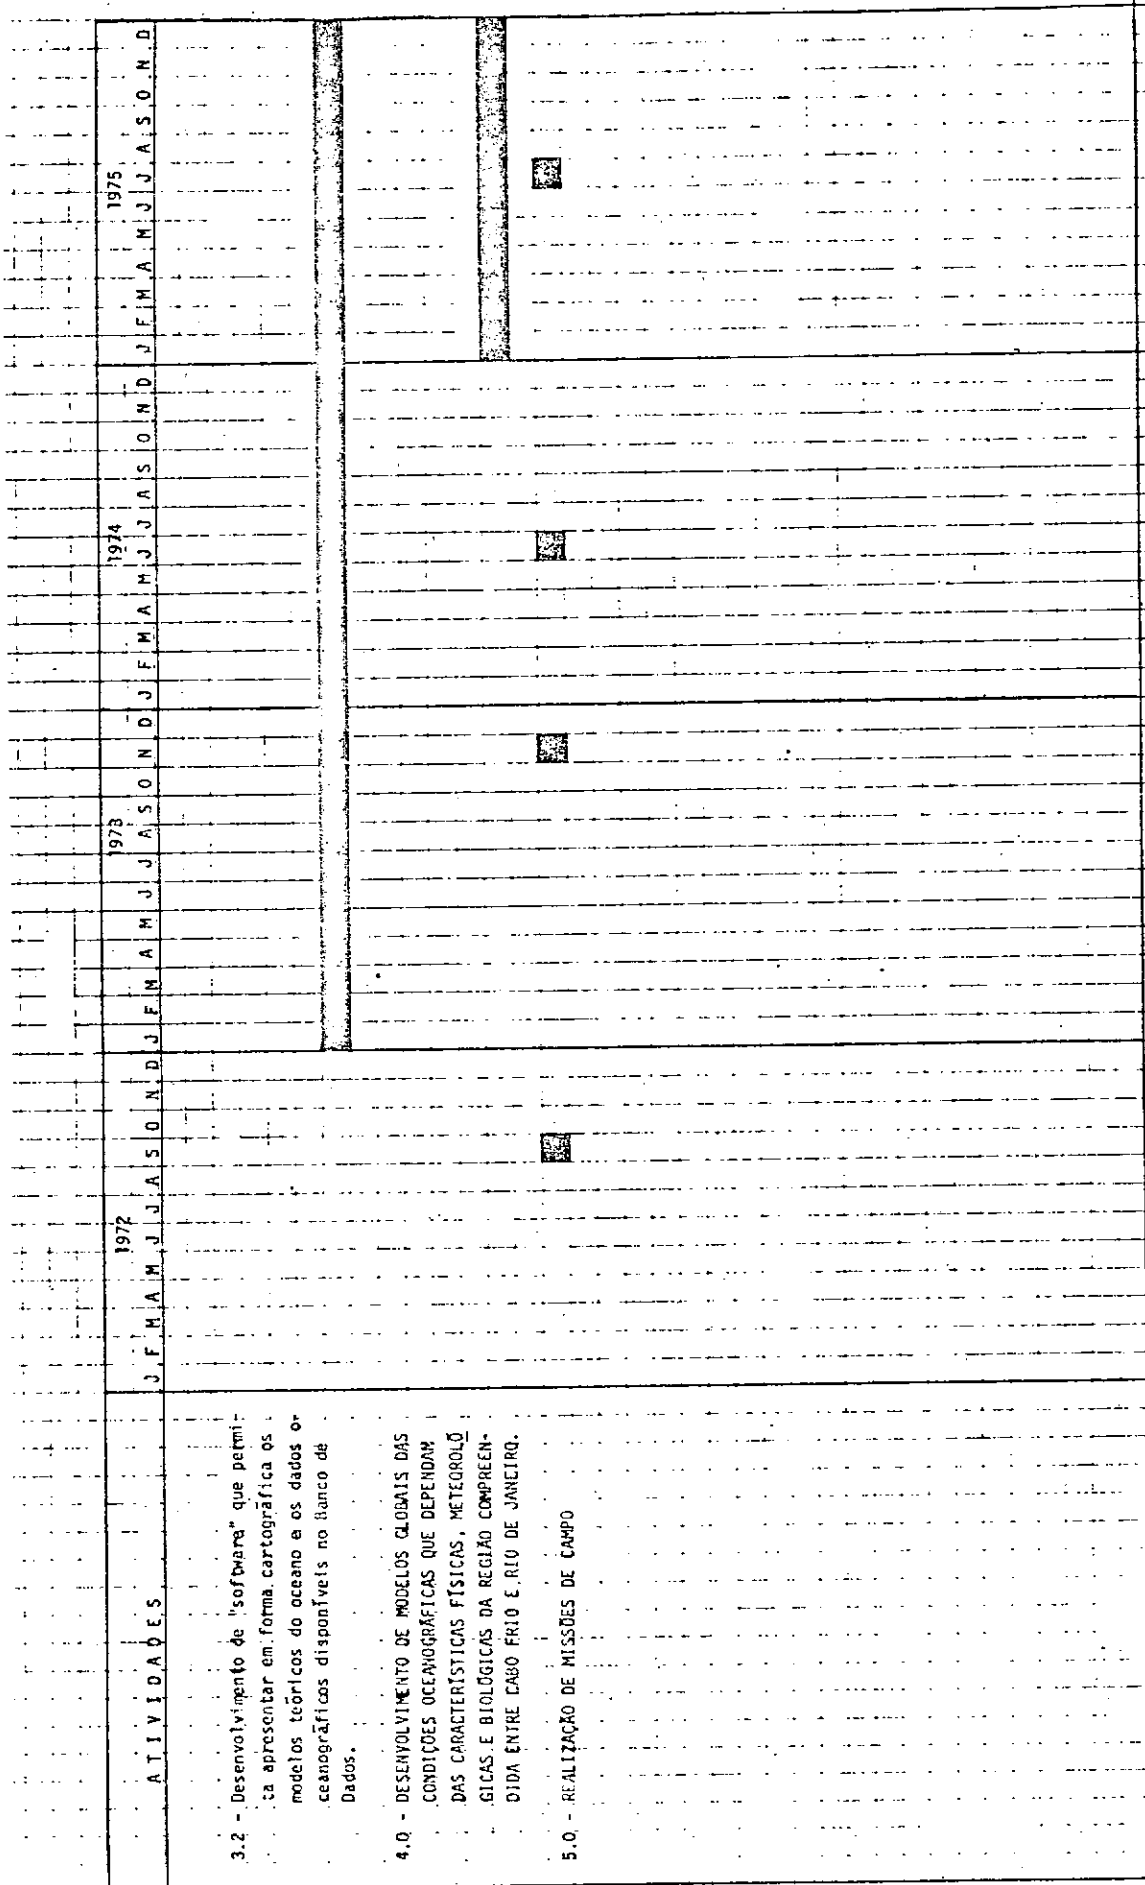 ATIVIDADES
1972
1973
1974
1975
J F M A M J J A S O N D J F M A M J J A S O N D J F M A M J J A S O N D J F M A M J J A S O N D
3.2 - Desenvolvimento de "software" que permi-
ta apresentar em forma cartográfica os
modelos teóricos do oceano e os dados o-
ceanográficos disponíveis no Banco de
Dados.
4.0 - DESENVOLVIMENTO DE MODELOS GLOBAIS DAS
CONDIÇÕES OCEANOGRÁFICAS QUE DEPENDAM
DAS CARACTERÍSTICAS FÍSICAS, METEOROLÓ
GICAS E BIOLÓGICAS DA REGIÃO COMPREEN-
DIDA ENTRE CABO FRIO E RIO DE JANEIRO.
5.0 - REALIZAÇÃO DE MISSÕES DE CAMPO